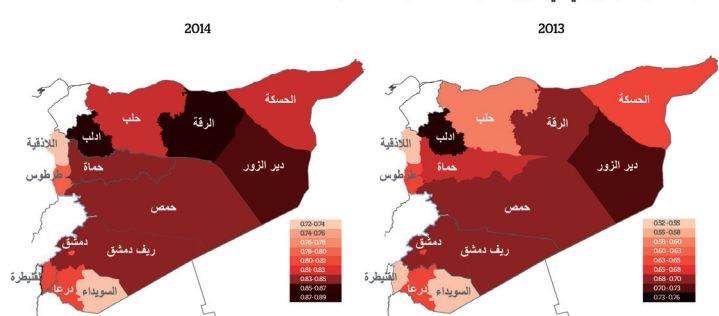 2014
2013
الحسكة
حلب
الرقة
ادلب
اللاذقية
دير الزور
حماة
طرطوس
حمص
دمشق
ريف دمشق
القنيطرة
درعا
السويداء
0.72-0.74
0.74-0.76
0.76-0.78
0.78-0.80
0.80-0.81
0.81-0.83
0.83-0.85
0.85-0.87
0.87-0.89
الحسكة
حلب
الرقة
ادلب
اللاذقية
دير الزور
حماة
طرطوس
حمص
دمشق
ريف دمشق
القنيطرة
درعا
السويداء
0.52-0.55
0.55-0.58
0.58-0.60
0.60-0.63
0.63-0.65
0.65-0.68
0.68-0.70
0.70-0.73
0.73-0.76